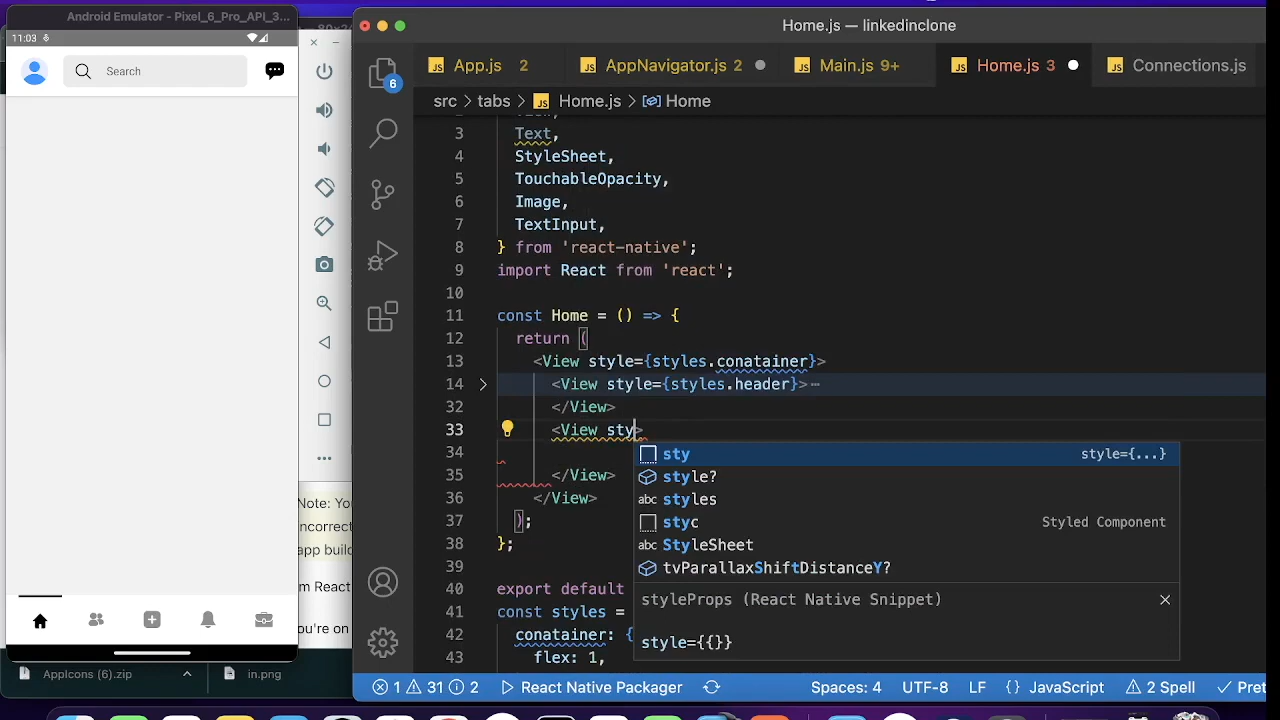 Android Emulator - Pixel_6_Pro_API_3...
11:03
Search
Note: Yo
ncorrect
app build
m React
u're on
AppIcons (6).zip
in.png
Home.js — linkedinclone
App.js 2
AppNavigator.js 2
Main.js 9+
Home.js 3
Connections.js
src > tabs > Home.js > Home
6
3 Text,
4 StyleSheet,
5 TouchableOpacity,
6 Image,
7 TextInput,
8 } from 'react-native';
9 import React from 'react';
10
11 const Home = () => {
12 return (
13 <View style={styles.conatainer}>
14 <View style={styles.header}>
32 </View>
33 <View sty>
34
35 </View>
36 </View>
37 );
38 };
39
40 export default
41 const styles =
42 conatainer: {
43 flex: 1,
sty style={...}
style?
styles
styc Styled Component
StyleSheet
tvParallaxShiftDistanceY?
styleProps (React Native Snippet)
style={{}}
1 31 2 React Native Packager Spaces: 4 UTF-8 LF {} JavaScript 2 Spell Pret